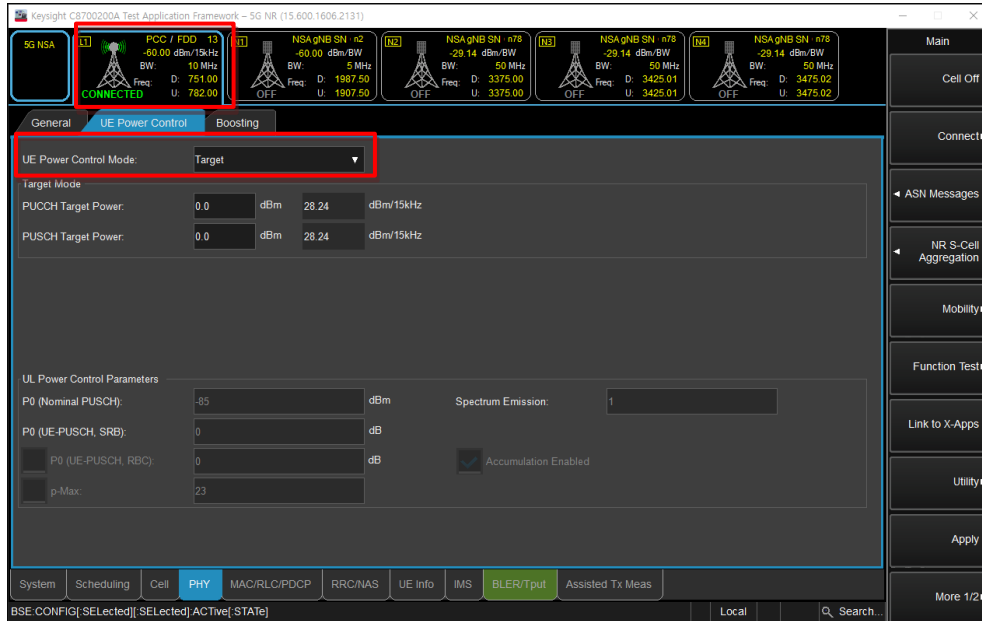 Keysight C8700200A Test Application Framework – 5G NR (15.600.1606.2131)
5G NSA
L1 PCC / FDD 13
-60.00 dBm/15kHz
BW: 10 MHz
Freq: D: 751.00
CONNECTED U: 782.00
N1 NSA gNB SN · n2
-60.00 dBm/BW
BW: 5 MHz
Freq: D: 1987.50
OFF U: 1907.50
N2 NSA gNB SN · n78
-29.14 dBm/BW
BW: 50 MHz
Freq: D: 3375.00
OFF U: 3375.00
N3 NSA gNB SN · n78
-29.14 dBm/BW
BW: 50 MHz
Freq: D: 3425.01
OFF U: 3425.01
N4 NSA gNB SN · n78
-29.14 dBm/BW
BW: 50 MHz
Freq: D: 3475.02
OFF U: 3475.02
General UE Power Control Boosting
UE Power Control Mode: Target
Target Mode
PUCCH Target Power: 0.0 dBm 28.24 dBm/15kHz
PUSCH Target Power: 0.0 dBm 28.24 dBm/15kHz
UL Power Control Parameters
P0 (Nominal PUSCH): -85 dBm Spectrum Emission: 1
P0 (UE-PUSCH, SRB): 0 dB
P0 (UE-PUSCH, RBC): 0 dB Accumulation Enabled
p-Max: 23
System Scheduling Cell PHY MAC/RLC/PDCP RRC/NAS UE Info IMS BLER/Tput Assisted Tx Meas
BSE:CONFIG[:SELected][:SELected]:ACTive[:STATe] Local Search...
Main
Cell Off
Connect
ASN Messages
NR S-Cell
Aggregation
Mobility
Function Test
Link to X-Apps
Utility
Apply
More 1/2